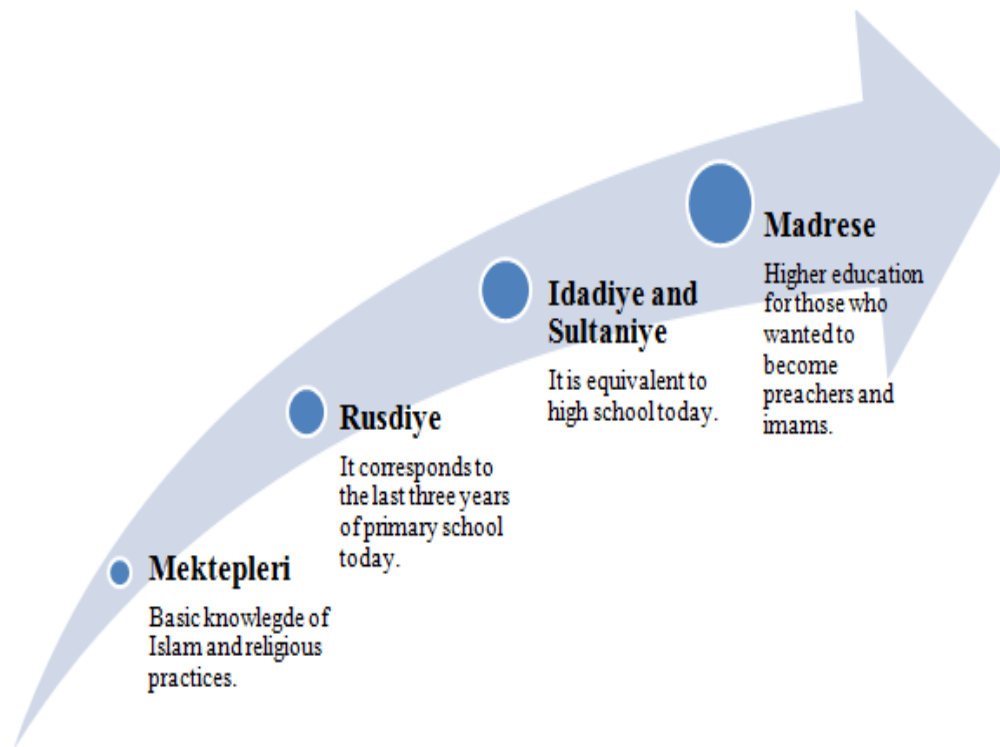 Mektepleri
Basic knowlegde of
Islam and religious
practices.
Rusdiye
It corresponds to
the last three years
of primary school
today.
Idadiye and
Sultaniye
It is equivalent to
high school today.
Madrese
Higher education
for those who
wanted to
become
preachers and
imams.